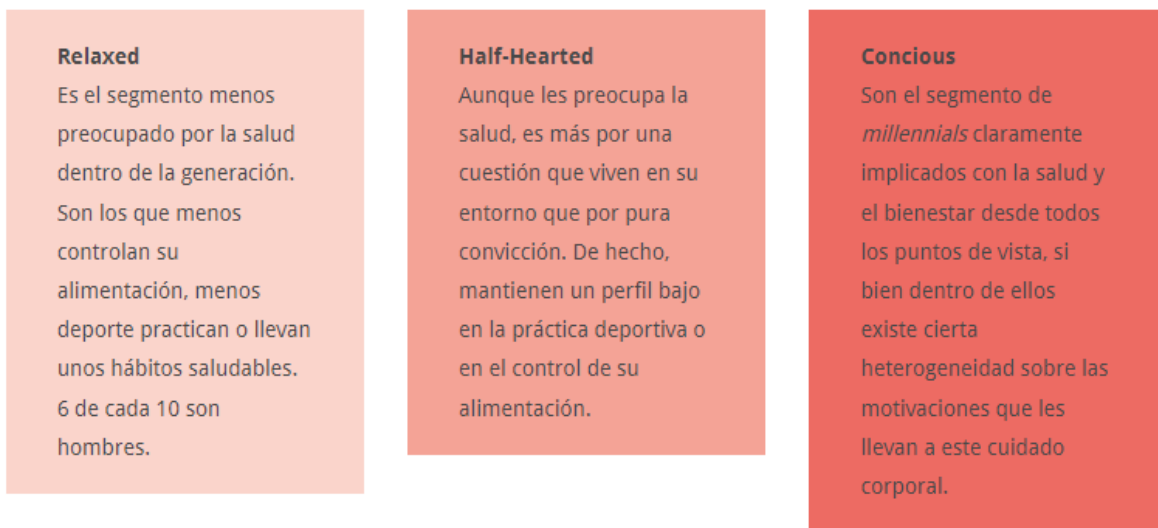 Relaxed
Es el segmento menos
preocupado por la salud
dentro de la generación.
Son los que menos
controlan su
alimentación, menos
deporte practican o llevan
unos hábitos saludables.
6 de cada 10 son
hombres.
Half-Hearted
Aunque les preocupa la
salud, es más por una
cuestión que viven en su
entorno que por pura
convicción. De hecho,
mantienen un perfil bajo
en la práctica deportiva o
en el control de su
alimentación.
Concious
Son el segmento de
millennials claramente
implicados con la salud y
el bienestar desde todos
los puntos de vista, si
bien dentro de ellos
existe cierta
heterogeneidad sobre las
motivaciones que les
llevan a este cuidado
corporal.